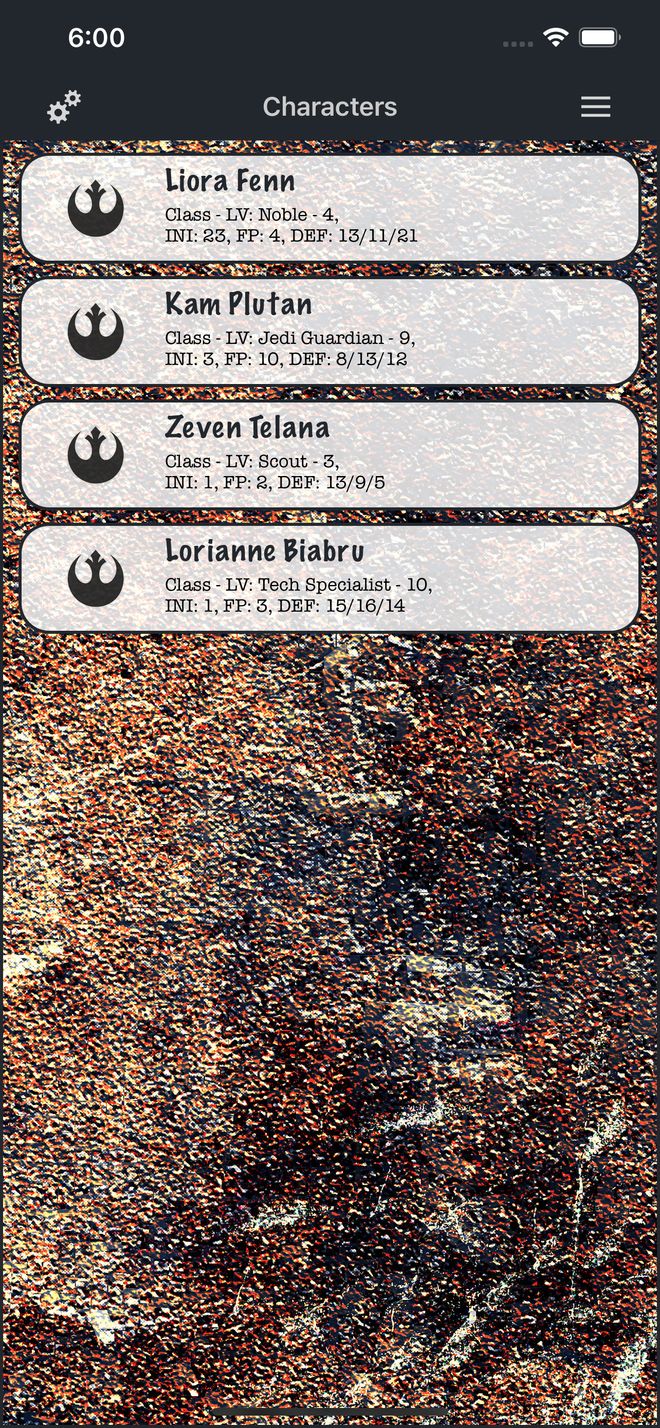 6:00
Characters
Liora Fenn
Class - LV: Noble - 4,
INI: 23, FP: 4, DEF: 13/11/21
Kam Plutan
Class - LV: Jedi Guardian - 9,
INI: 3, FP: 10, DEF: 8/13/12
Zeven Telana
Class - LV: Scout - 3,
INI: 1, FP: 2, DEF: 13/9/5
Lorianne Biabru
Class - LV: Tech Specialist - 10,
INI: 1, FP: 3, DEF: 15/16/14